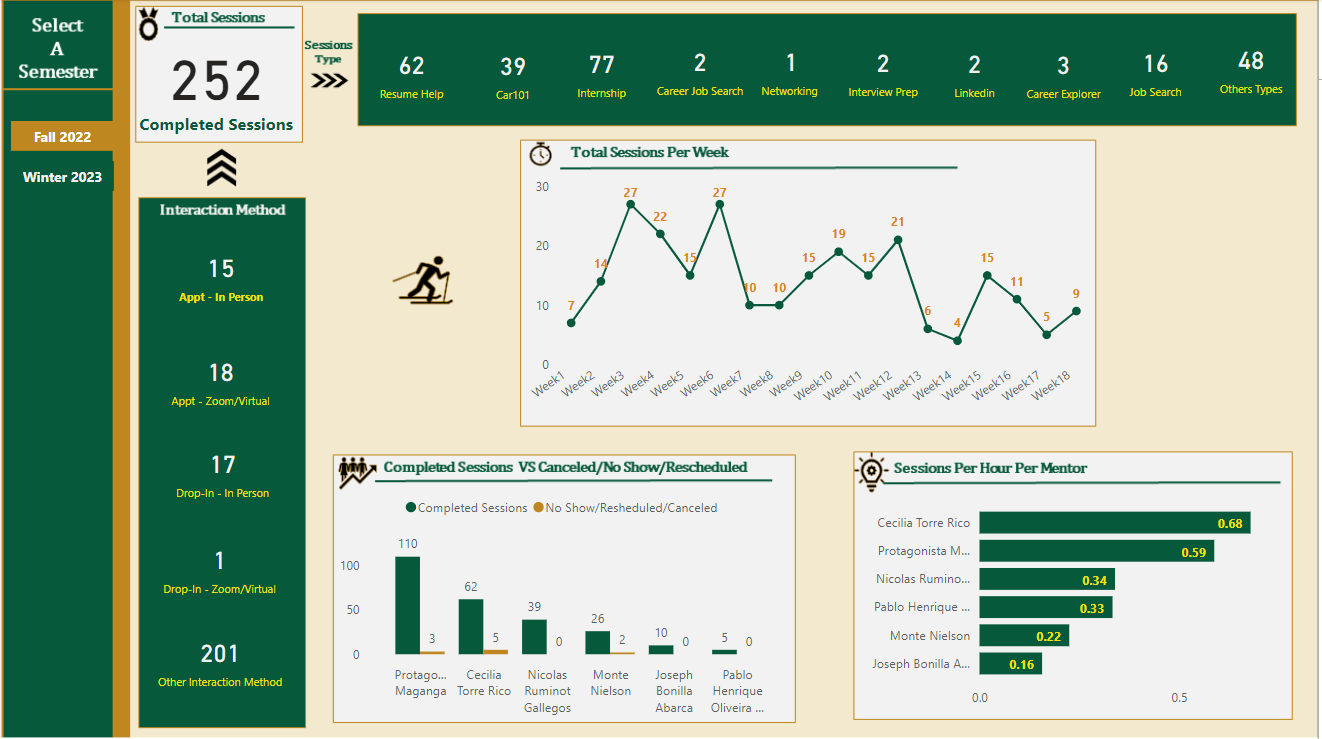 Select
A
Semester
Fall 2022
Winter 2023
Total Sessions
252
Completed Sessions
Sessions
Type
62
Resume Help
39
Car101
77
Internship
2
Career Job Search
1
Networking
2
Interview Prep
2
Linkedin
3
Career Explorer
16
Job Search
48
Others Types
Interaction Method
15
Appt - In Person
18
Appt - Zoom/Virtual
17
Drop-In - In Person
1
Drop-In - Zoom/Virtual
201
Other Interaction Method
Total Sessions Per Week
30
20
10
0
7
14
27
22
15
27
10
10
15
19
15
21
6
4
15
11
5
9
Week1
Week2
Week3
Week4
Week5
Week6
Week7
Week8
Week9
Week10
Week11
Week12
Week13
Week14
Week15
Week16
Week17
Week18
Completed Sessions VS Canceled/No Show/Rescheduled
Completed Sessions No Show/Resheduled/Canceled
100
50
0
110
3
62
5
39
0
26
2
10
0
5
0
Protago...
Maganga
Cecilia
Torre Rico
Nicolas
Ruminot
Gallegos
Monte
Nielson
Joseph
Bonilla
Abarca
Pablo
Henrique
Oliveira ...
Sessions Per Hour Per Mentor
Cecilia Torre Rico 0.68
Protagonista M... 0.59
Nicolas Rumino... 0.34
Pablo Henrique ... 0.33
Monte Nielson 0.22
Joseph Bonilla A... 0.16
0.0 0.5